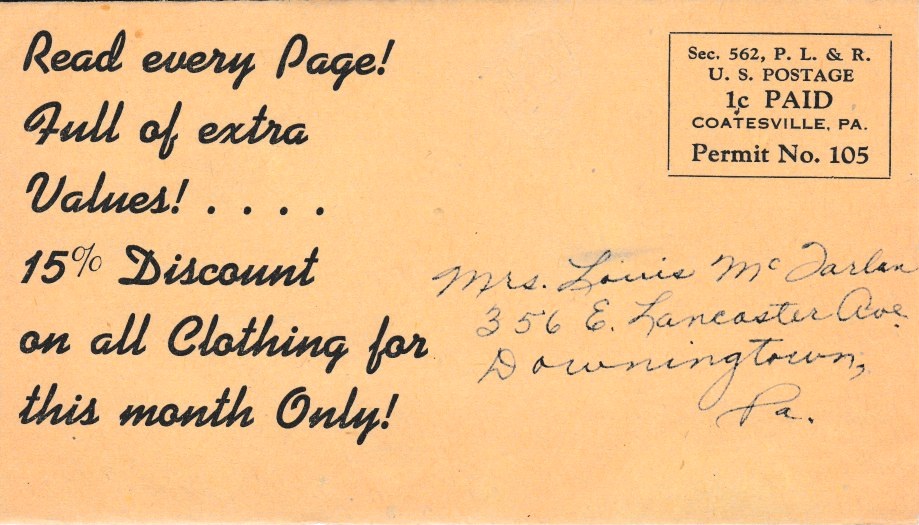 Read every Page!
Full of extra
Values! . . . .
15% Discount
on all Clothing for
this month Only!
Sec. 562, P. L. & R.
U. S. POSTAGE
1c PAID
COATESVILLE, PA.
Permit No. 105
Mrs. Louis McFarlan
356 E. Lancaster Ave.
Downingtown,
Pa.